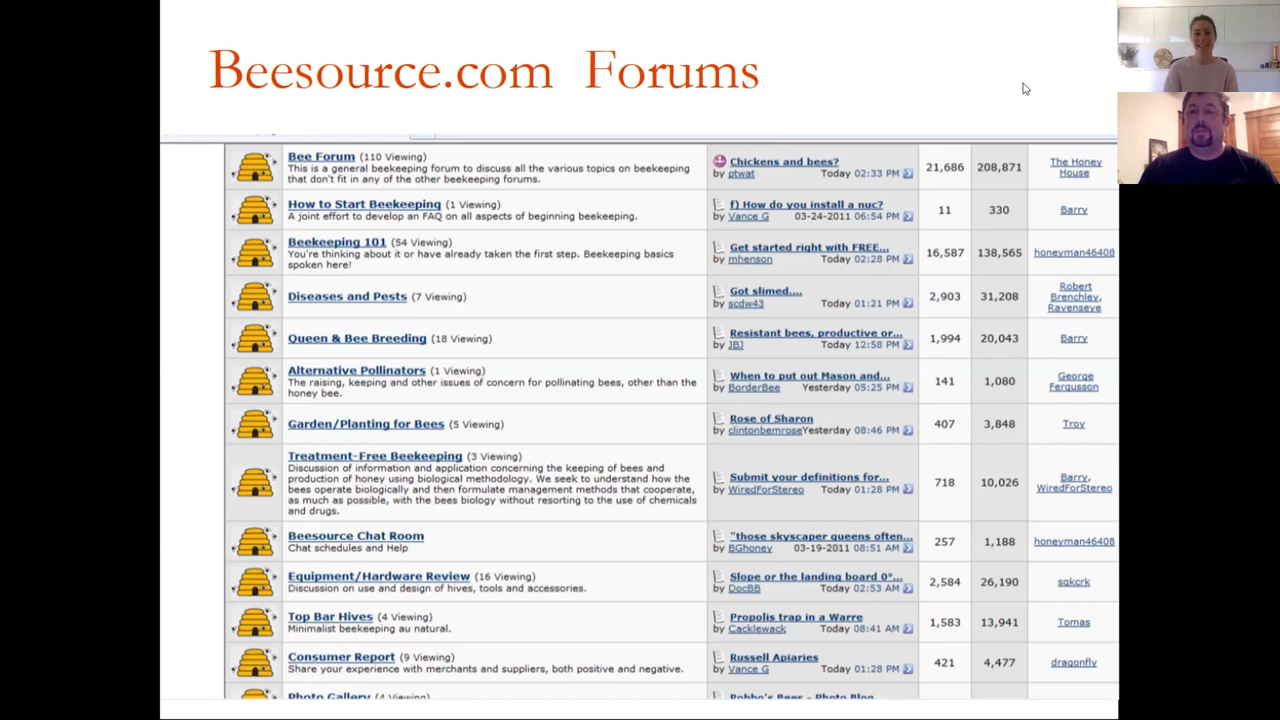 Beesource.com Forums
Bee Forum (110 Viewing)
This is a general beekeeping forum to discuss all the various topics on beekeeping
that don't fit in any of the other beekeeping forums.
Chickens and bees?
by ptwat Today 02:33 PM
21,686 208,871
The Honey
House
How to Start Beekeeping (1 Viewing)
A joint effort to develop an FAQ on all aspects of beginning beekeeping.
f) How do you install a nuc?
by Vance G 03-24-2011 06:54 PM
11 330
Barry
Beekeeping 101 (54 Viewing)
You're thinking about it or have already taken the first step. Beekeeping basics
spoken here!
Get started right with FREE...
by mhenson Today 02:28 PM
16,587 138,565
honeyman46408
Diseases and Pests (7 Viewing)
Got slimed....
by scdw43 Today 01:21 PM
2,903 31,208
Robert
Brenchley,
Ravenseye
Queen & Bee Breeding (18 Viewing)
Resistant bees, productive or...
by JBJ Today 12:58 PM
1,994 20,043
Barry
Alternative Pollinators (1 Viewing)
The raising, keeping and other issues of concern for pollinating bees, other than the
honey bee.
When to put out Mason and...
by BorderBee Yesterday 05:25 PM
141 1,080
George
Fergusson
Garden/Planting for Bees (5 Viewing)
Rose of Sharon
by clintonbemrose Yesterday 08:46 PM
407 3,848
Troy
Treatment-Free Beekeeping (3 Viewing)
Discussion of information and application concerning the keeping of bees and
production of honey using biological methodology. We seek to understand how the
bees operate biologically and then formulate management methods that cooperate,
as much as possible, with the bees biology without resorting to the use of chemicals
and drugs.
Submit your definitions for...
by WiredForStereo Today 01:28 PM
718 10,026
Barry,
WiredForStereo
Beesource Chat Room
Chat schedules and Help
"those skyscaper queens often...
by BGhoney 03-19-2011 08:51 AM
257 1,188
honeyman46408
Equipment/Hardware Review (16 Viewing)
Discussion on use and design of hives, tools and accessories.
Slope or the landing board 0°...
by DocBB Today 02:53 AM
2,584 26,190
sqkcrk
Top Bar Hives (4 Viewing)
Minimalist beekeeping au natural.
Propolis trap in a Warre
by Cacklewack Today 08:41 AM
1,583 13,941
Tomas
Consumer Report (9 Viewing)
Share your experience with merchants and suppliers, both positive and negative.
Russell Apiaries
by Vance G Today 01:28 PM
421 4,477
dragonfly
Photo Gallery (4 Viewing)
Bees - Photo Blog